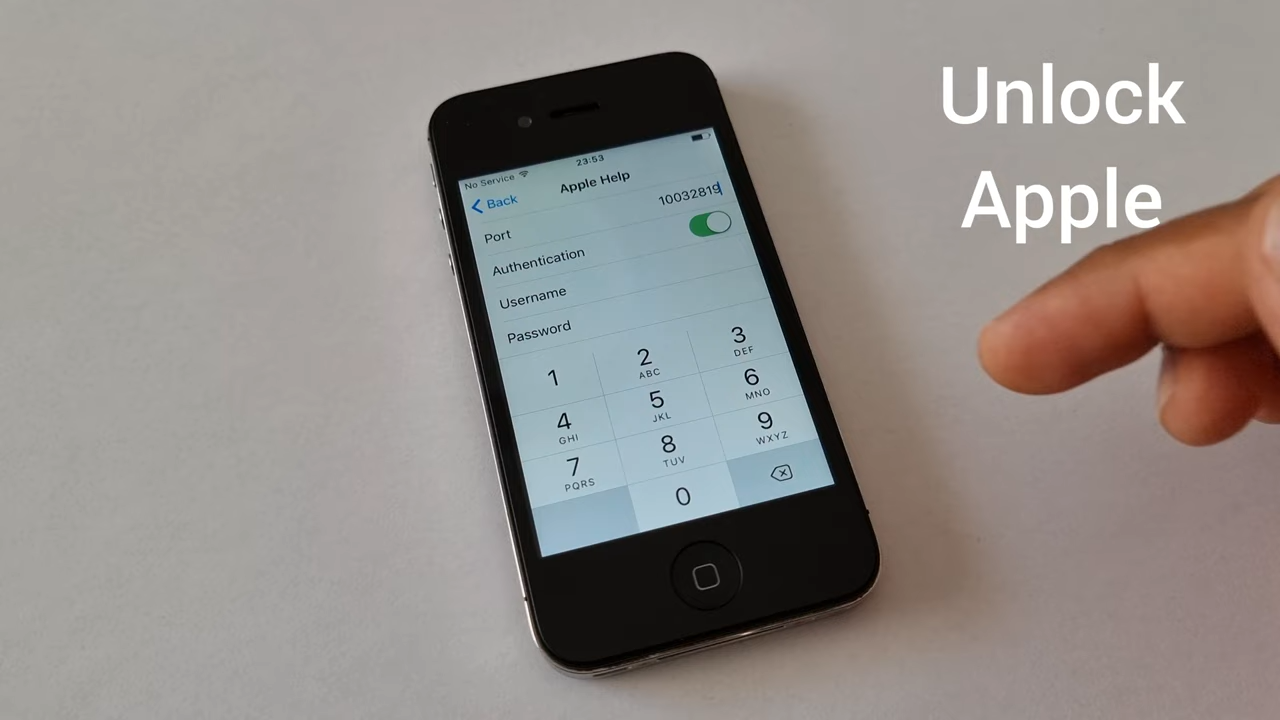 Unlock
Apple
No Service
23:53
Back
Apple Help
Port 10032819
Authentication
Username
Password
1
2
ABC
3
DEF
4
GHI
5
JKL
6
MNO
7
PQRS
8
TUV
9
WXYZ
0